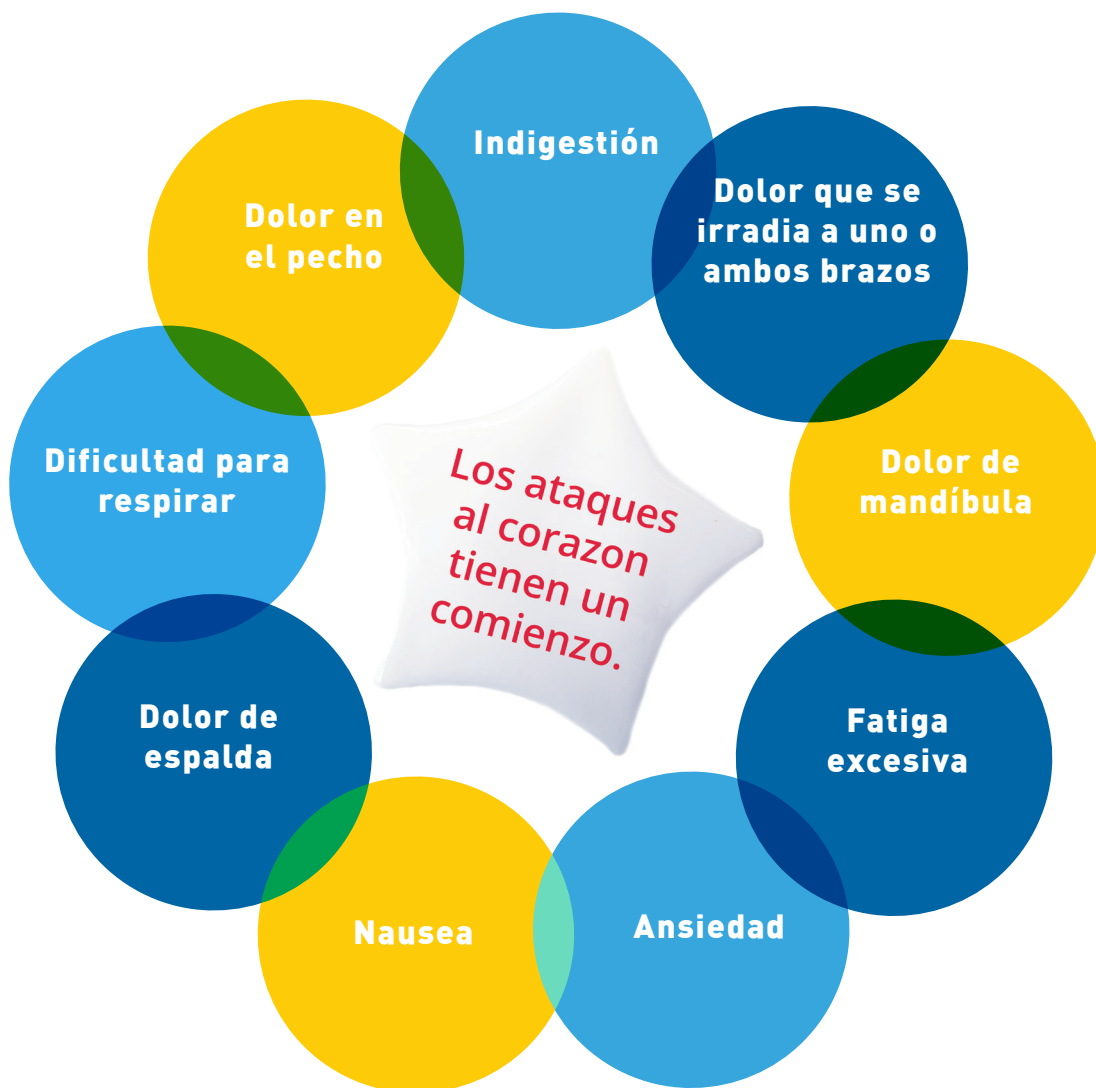 Indigestión
Dolor que se
irradia a uno o
ambos brazos
Dolor de
mandíbula
Fatiga
excesiva
Ansiedad
Nausea
Dolor de
espalda
Dificultad para
respirar
Dolor en
el pecho
Los ataques
al corazon
tienen un
comienzo.